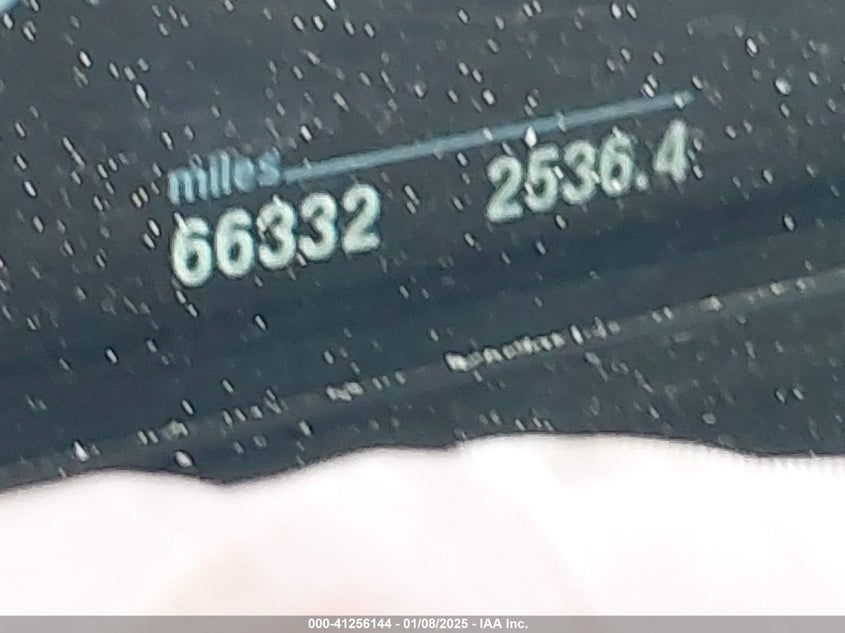 miles
66332 2536.4
000-41256144 - 01/08/2025 - IAA Inc.